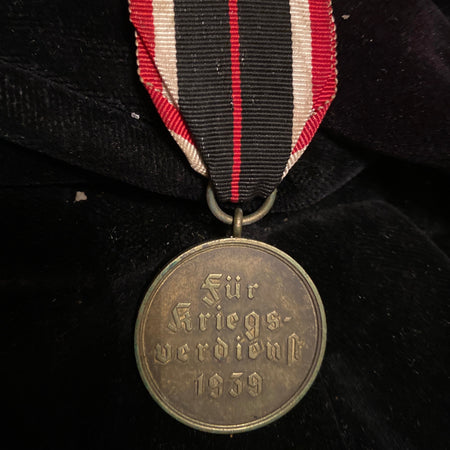 Für
Kriegs-
verdienst
1939